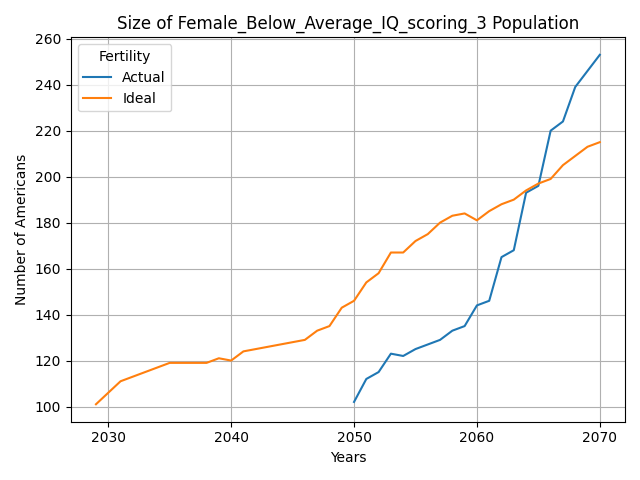 Size of Female_Below_Average_IQ_scoring_3 Population
Fertility
Actual
Ideal
Number of Americans
260
240
220
200
180
160
140
120
100
2030
2040
2050
2060
2070
Years